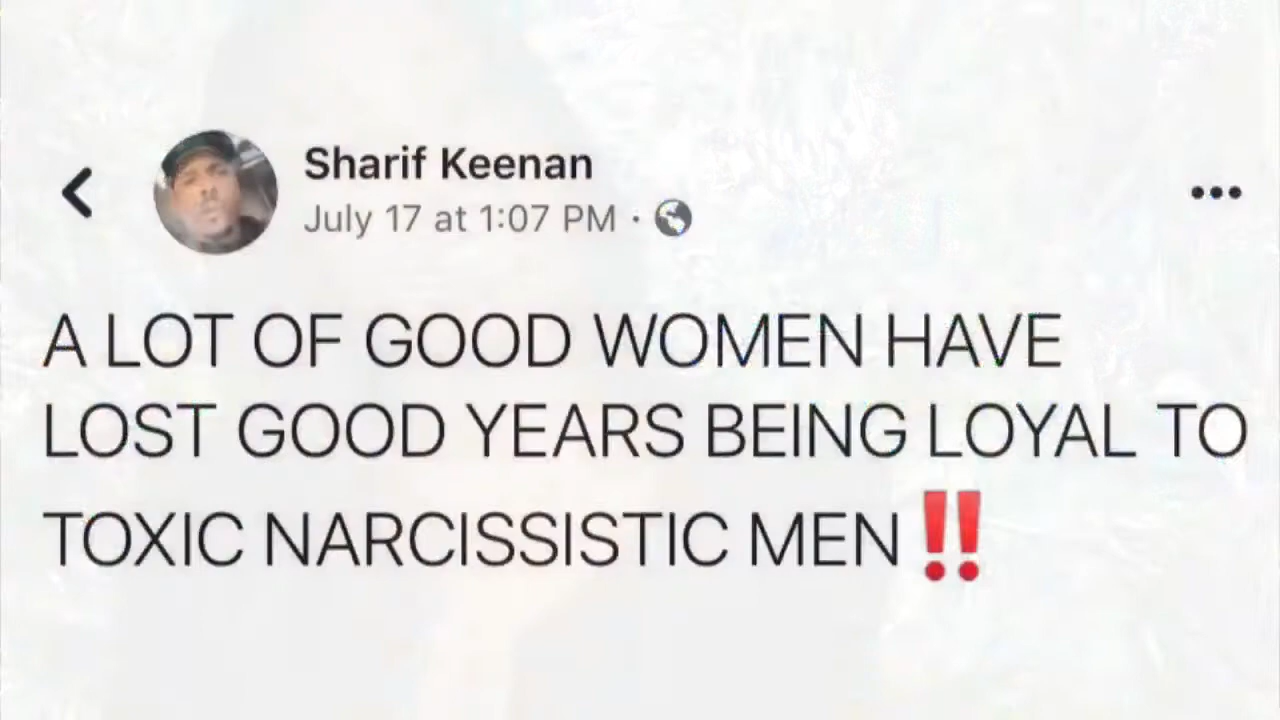 Sharif Keenan
July 17 at 1:07 PM ·
A LOT OF GOOD WOMEN HAVE
LOST GOOD YEARS BEING LOYAL TO
TOXIC NARCISSISTIC MEN‼️